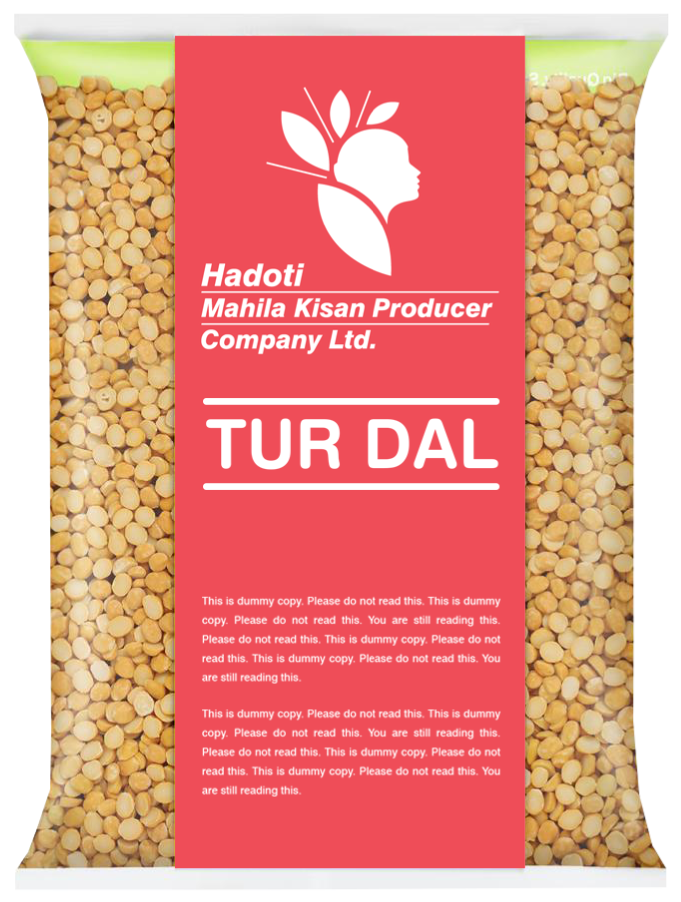 Hadoti
Mahila Kisan Producer
Company Ltd.
TUR DAL
This is dummy copy. Please do not read this. This is dummy
copy. Please do not read this. You are still reading this.
Please do not read this. This is dummy copy. Please do not
read this. This is dummy copy. Please do not read this. You
are still reading this.
This is dummy copy. Please do not read this. This is dummy
copy. Please do not read this. You are still reading this.
Please do not read this. This is dummy copy. Please do not
read this. This is dummy copy. Please do not read this. You
are still reading this.